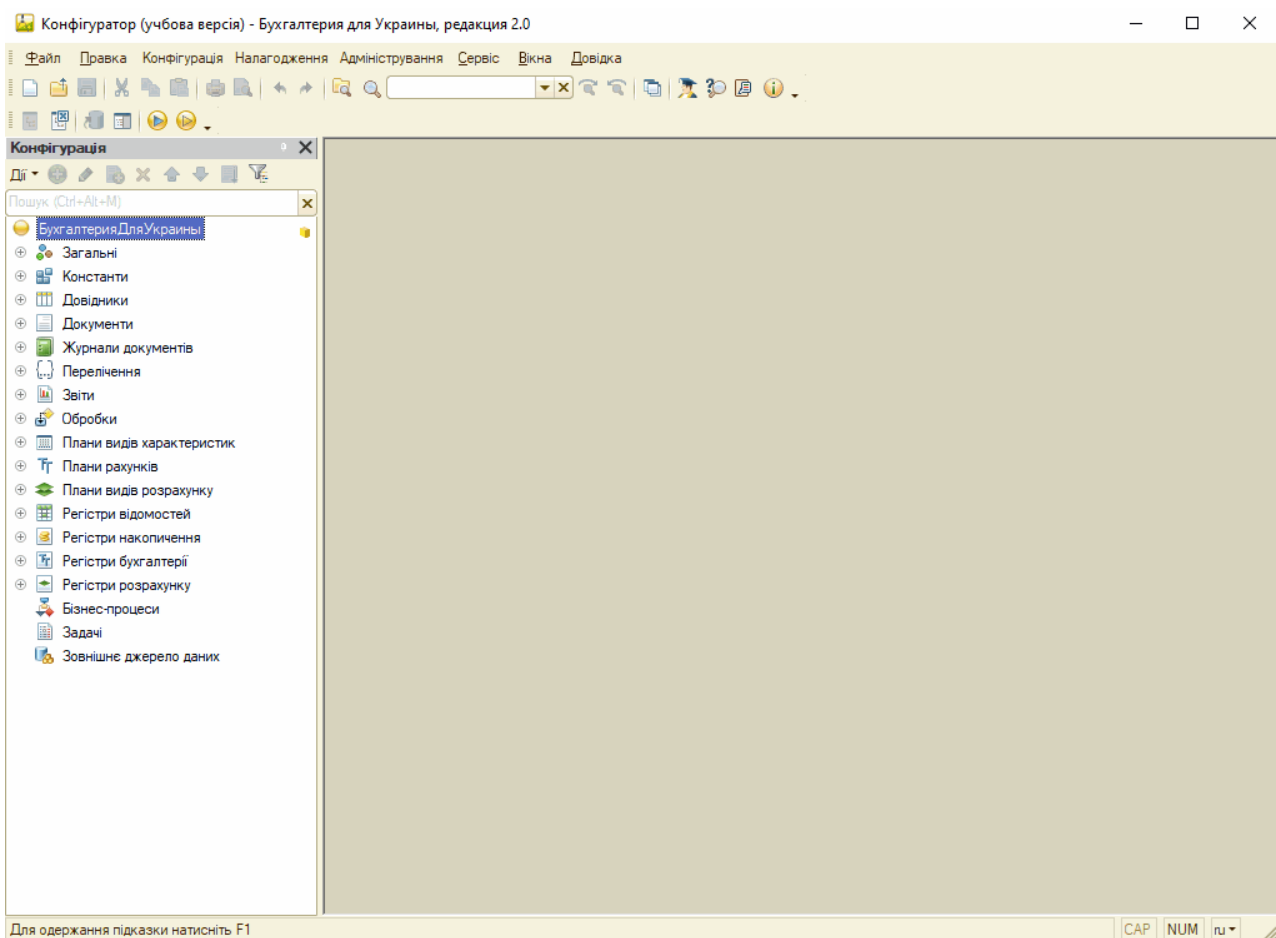 Конфігуратор (учбова версія) - Бухгалтерия для Украины, редакция 2.0
Файл Правка Конфігурація Налагодження Адміністрування Сервіс Вікна Довідка
Конфігурація
Дії
Пошук (Ctrl+Alt+M)
БухгалтерияДляУкраины
Загальні
Константи
Довідники
Документи
Журнали документів
Перелічення
Звіти
Обробки
Плани видів характеристик
Плани рахунків
Плани видів розрахунку
Регістри відомостей
Регістри накопичення
Регістри бухгалтерії
Регістри розрахунку
Бізнес-процеси
Задачі
Зовнішнє джерело даних
Для одержання підказки натисніть F1 CAP NUM ru